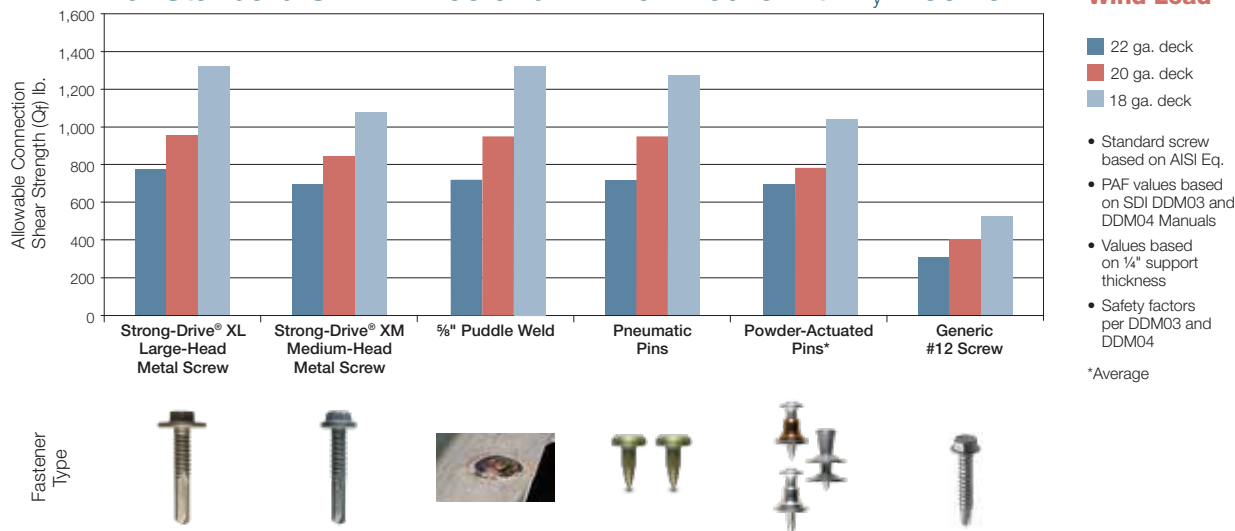 Wind Load
1,600
1,400
1,200
1,000
800
600
400
200
0
Allowable Connection
Shear Strength (Qf) lb.
22 ga. deck
20 ga. deck
18 ga. deck
• Standard screw
based on AISI Eq.
• PAF values based
on SDI DDM03 and
DDM04 Manuals
• Values based
on ¼" support
thickness
• Safety factors
per DDM03 and
DDM04
*Average
Strong-Drive® XL
Large-Head
Metal Screw
Strong-Drive® XM
Medium-Head
Metal Screw
⅝" Puddle Weld
Pneumatic
Pins
Powder-Actuated
Pins*
Generic
#12 Screw
Fastener
Type